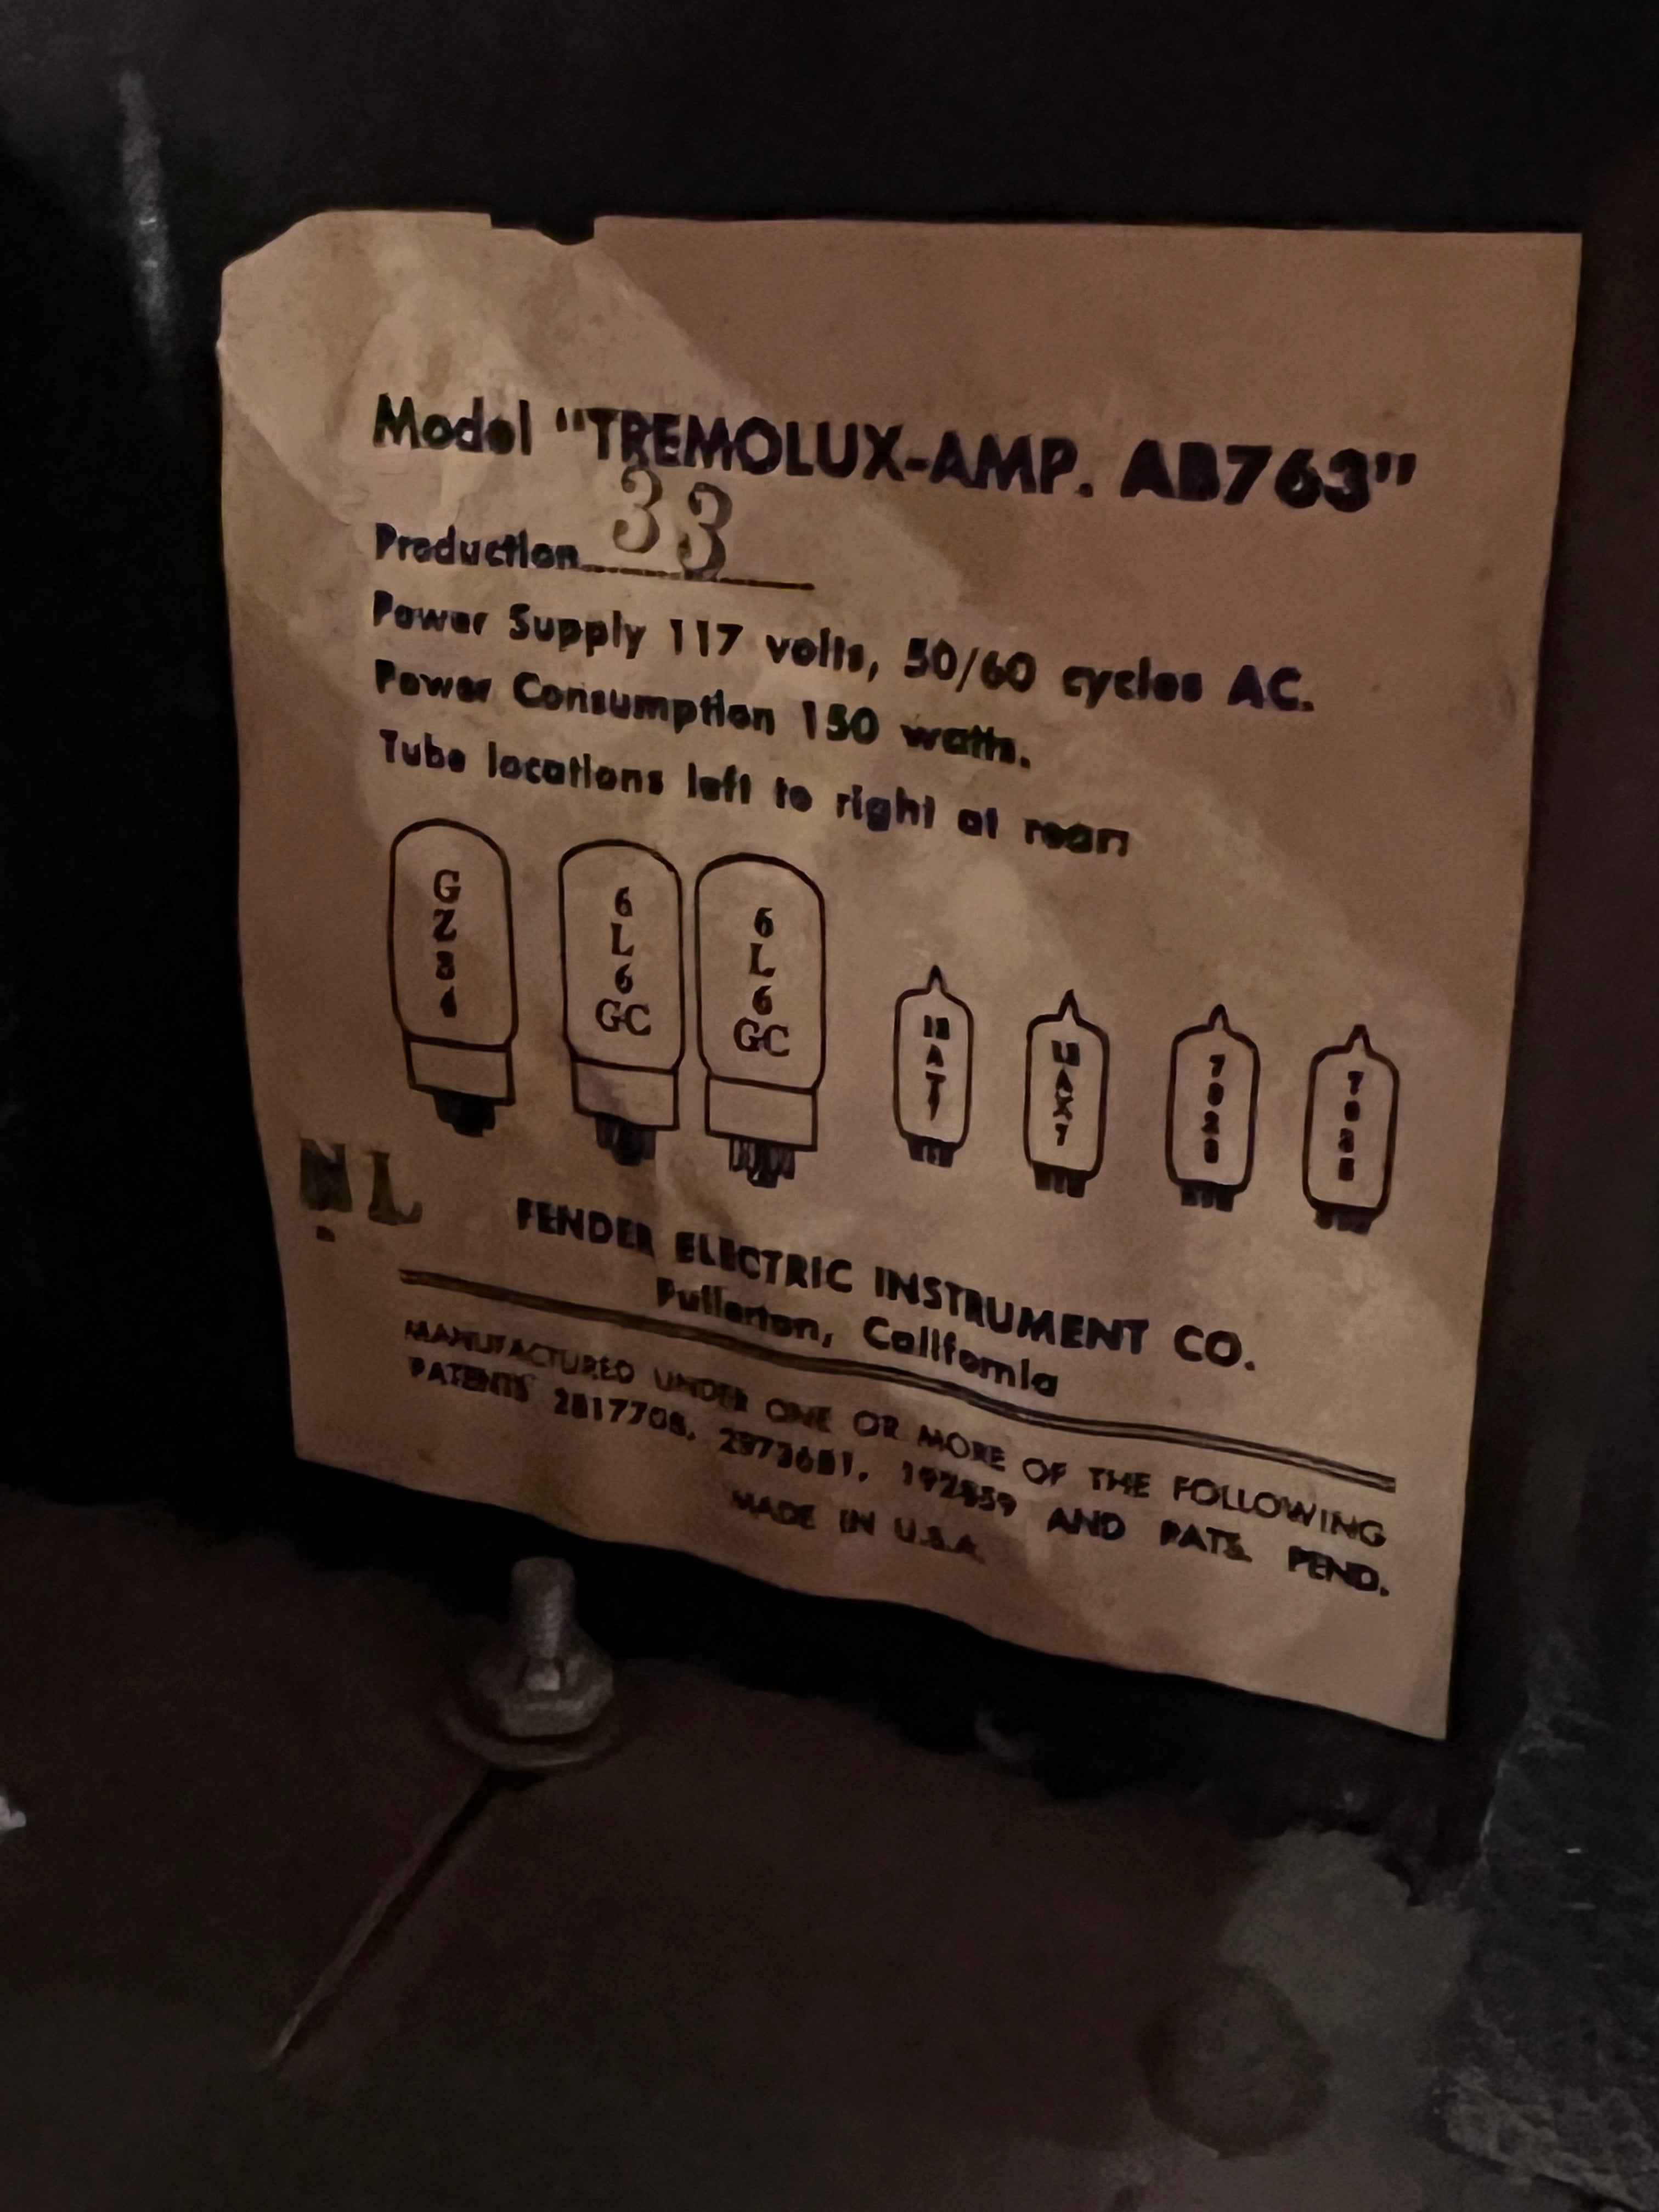 Model "TREMOLUX-AMP. AB763"
Production 33
Power Supply 117 volts, 50/60 cycles AC.
Power Consumption 150 watts.
Tube locations left to right at rear:
GZ34
6L6GC
6L6GC
12AT7
12AX7
7025
7025
NL
FENDER ELECTRIC INSTRUMENT CO.
Fullerton, California
MANUFACTURED UNDER ONE OR MORE OF THE FOLLOWING
PATENTS 2817708, 2973681, 192859 AND PATS. PEND.
MADE IN U.S.A.